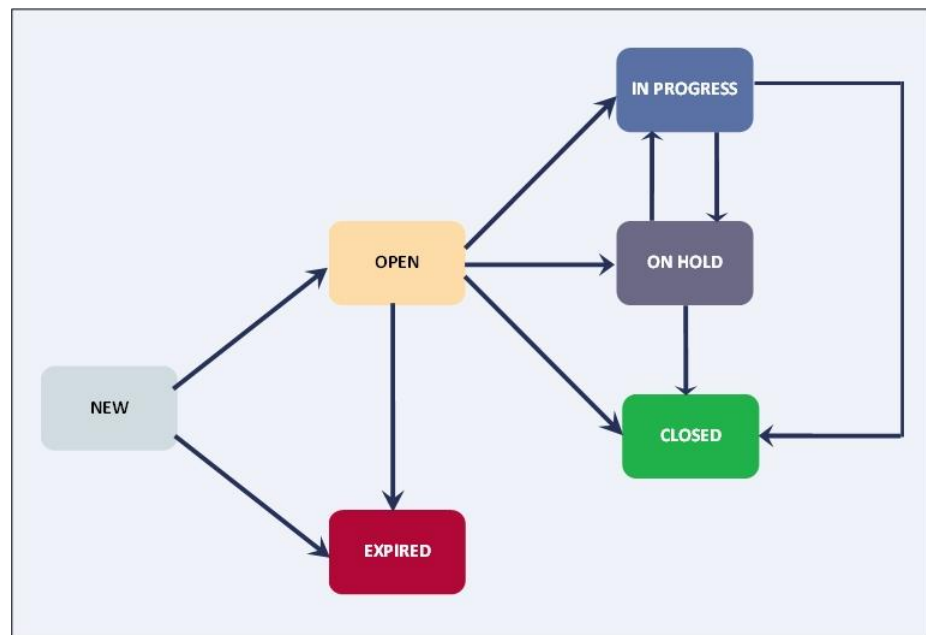 IN PROGRESS
OPEN
ON HOLD
NEW
CLOSED
EXPIRED